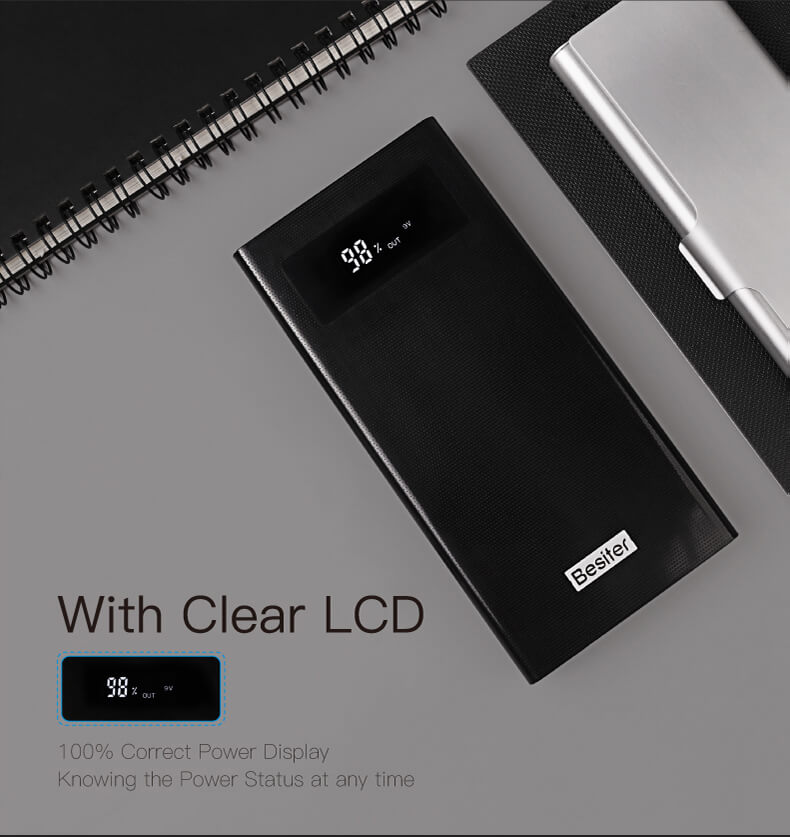 98 % OUT 9V
Besiter
With Clear LCD
98 % OUT 9V
100% Correct Power Display
Knowing the Power Status at any time